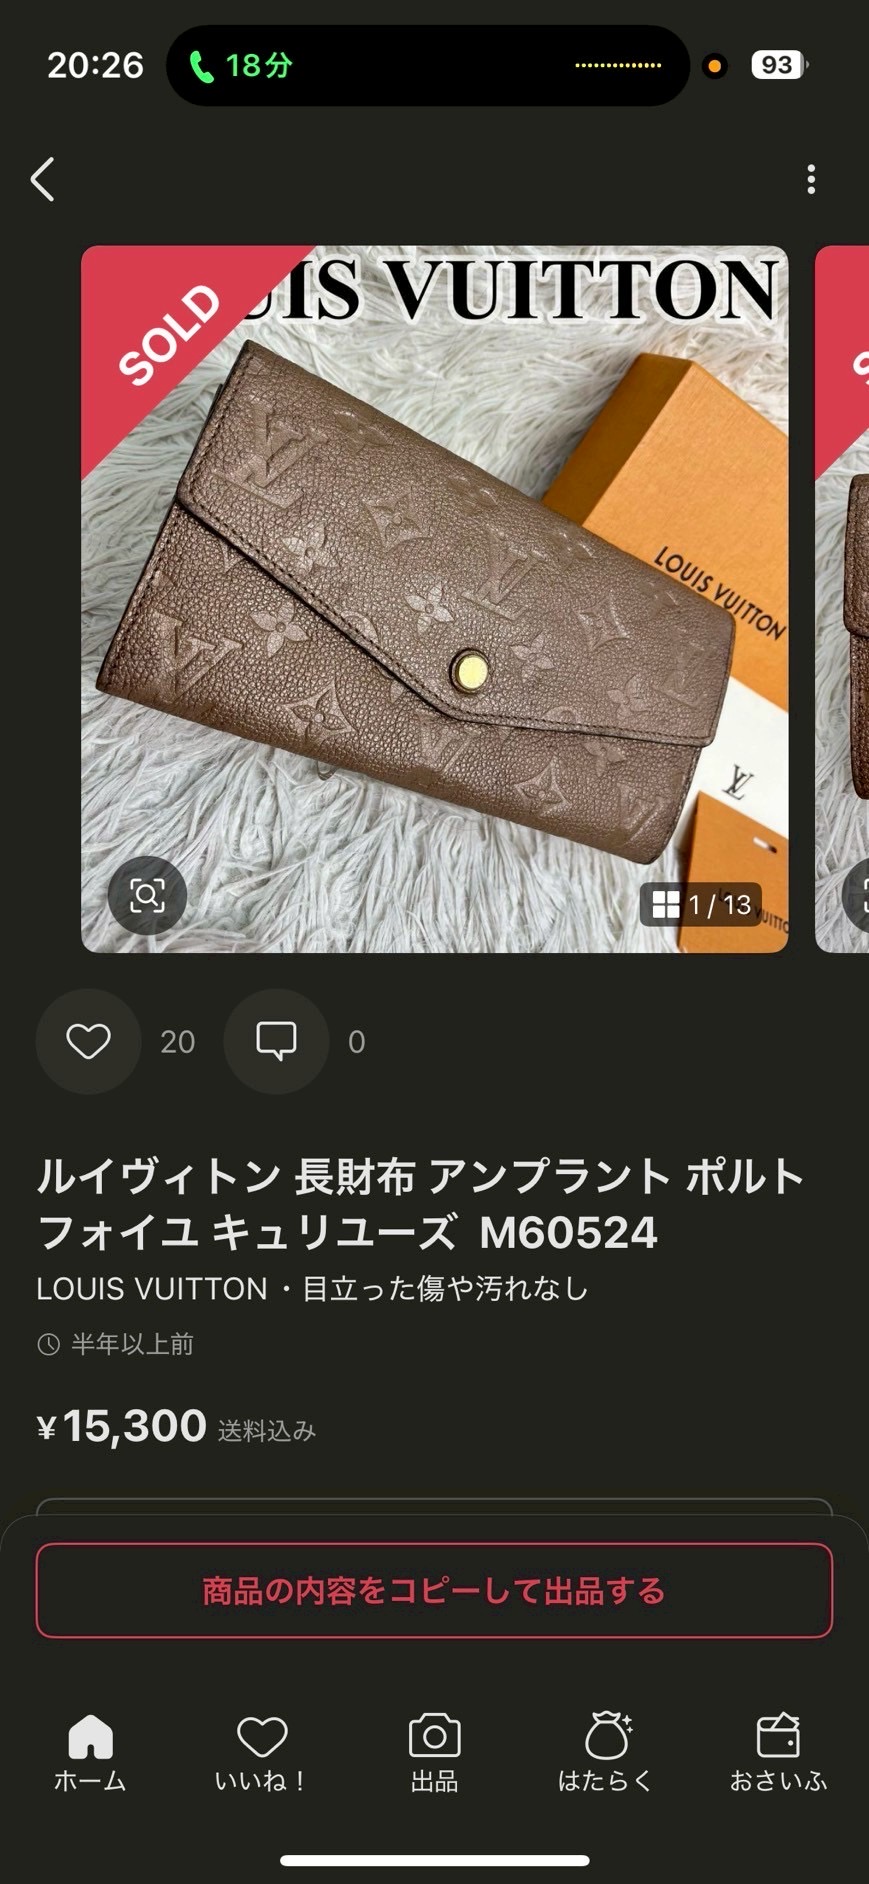 20:26
18分
93
SOLD
UIS VUITTON
LOUIS VUITTON
1 / 13
20
0
ルイヴィトン 長財布 アンプラント ポルト
フォイユ キュリユーズ M60524
LOUIS VUITTON・目立った傷や汚れなし
半年以上前
¥15,300 送料込み
商品の内容をコピーして出品する
ホーム
いいね！
出品
はたらく
おさいふ